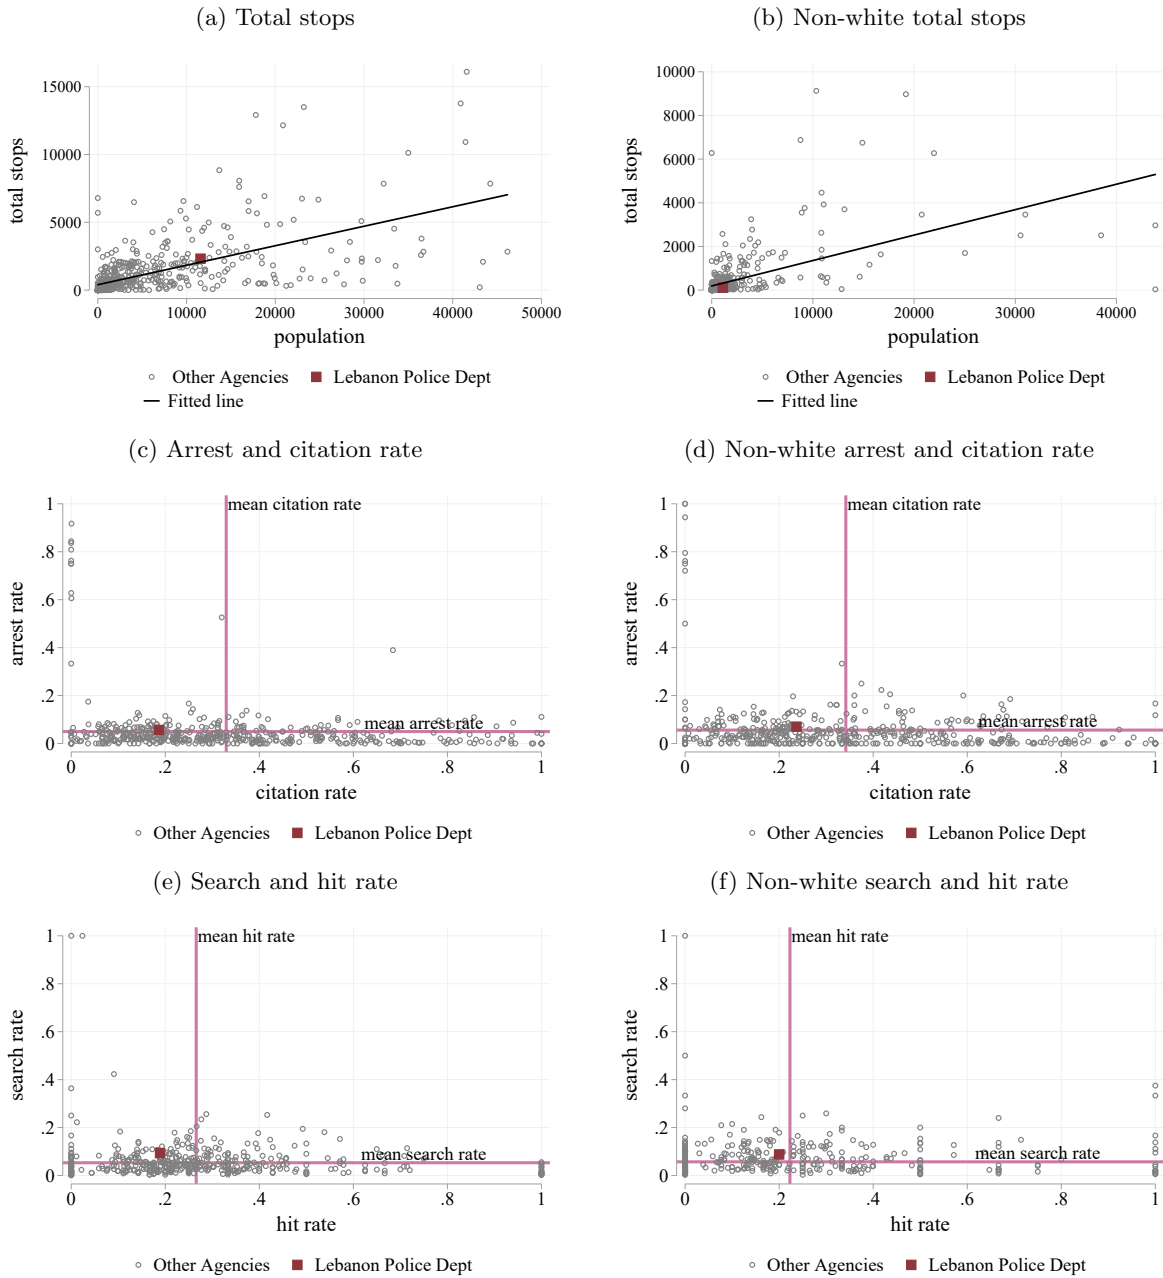 (a) Total stops
(b) Non-white total stops
total stops
15000
10000
5000
0
0 10000 20000 30000 40000 50000
population
Other Agencies Lebanon Police Dept
Fitted line
total stops
10000
8000
6000
4000
2000
0
0 10000 20000 30000 40000
population
Other Agencies Lebanon Police Dept
Fitted line
(c) Arrest and citation rate
(d) Non-white arrest and citation rate
arrest rate
1
.8
.6
.4
.2
0
mean citation rate
mean arrest rate
0 .2 .4 .6 .8 1
citation rate
Other Agencies Lebanon Police Dept
arrest rate
1
.8
.6
.4
.2
0
mean citation rate
mean arrest rate
0 .2 .4 .6 .8 1
citation rate
Other Agencies Lebanon Police Dept
(e) Search and hit rate
(f) Non-white search and hit rate
search rate
1
.8
.6
.4
.2
0
mean hit rate
mean search rate
0 .2 .4 .6 .8 1
hit rate
Other Agencies Lebanon Police Dept
search rate
1
.8
.6
.4
.2
0
mean hit rate
mean search rate
0 .2 .4 .6 .8 1
hit rate
Other Agencies Lebanon Police Dept